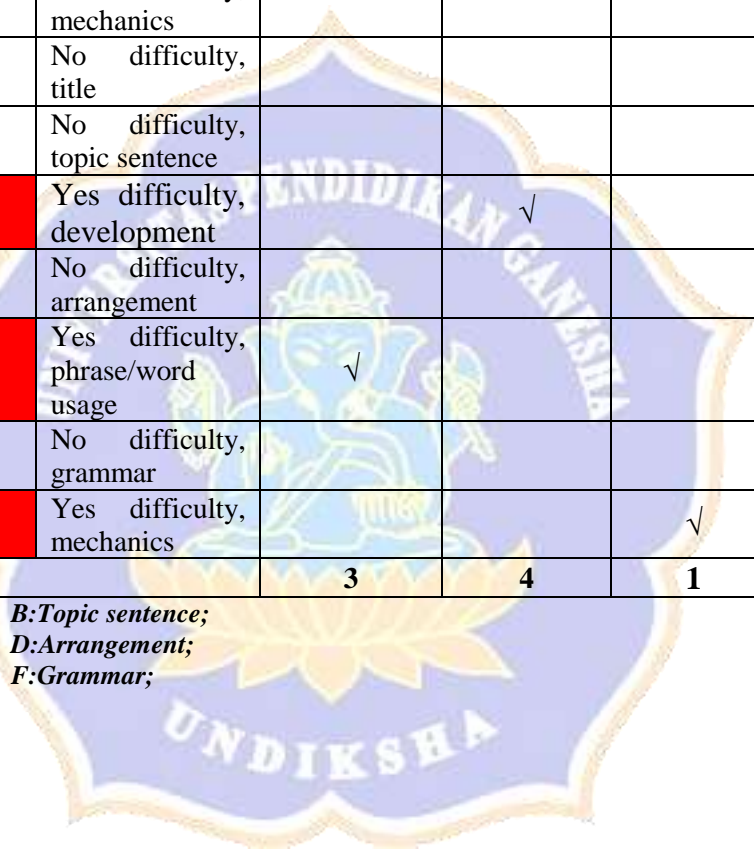 mechanics
No difficulty,
title
No difficulty,
topic sentence
Yes difficulty,
development
√
No difficulty,
arrangement
Yes difficulty,
phrase/word
usage
√
No difficulty,
grammar
Yes difficulty,
mechanics
√
3 4 1
B:Topic sentence;
D:Arrangement;
F:Grammar;
UNIVERSITAS PENDIDIKAN GANESHA
UNDIKSHA